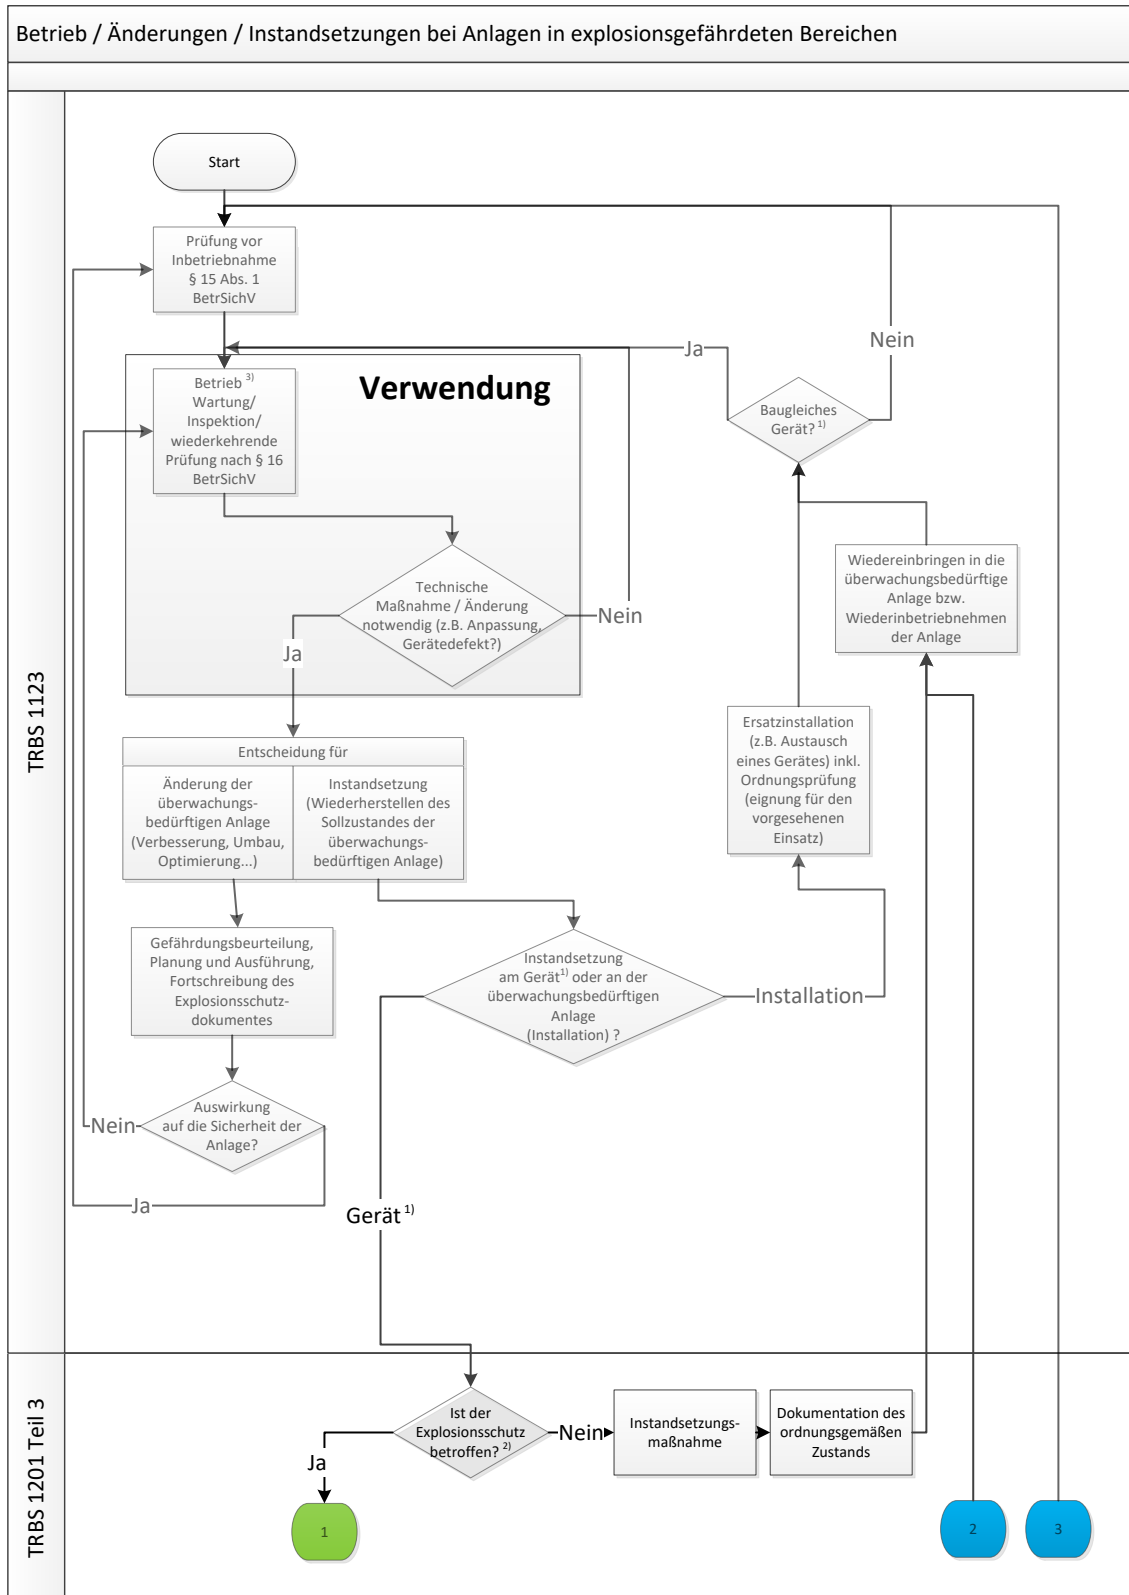 Betrieb / Änderungen / Instandsetzungen bei Anlagen in explosionsgefährdeten Bereichen
TRBS 1123
Start
Prüfung vor
Inbetriebnahme
§ 15 Abs. 1
BetrSichV
Verwendung
Betrieb 3)
Wartung/
Inspektion/
wiederkehrende
Prüfung nach § 16
BetrSichV
Ja
Nein
Baugleiches
Gerät? 1)
Technische
Maßnahme / Änderung
notwendig (z.B. Anpassung,
Gerätedefekt?)
Nein
Ja
Wiedereinbringen in die
überwachungsbedürftige
Anlage bzw.
Wiederinbetriebnehmen
der Anlage
Entscheidung für
Änderung der
überwachungs-
bedürftigen Anlage
(Verbesserung, Umbau,
Optimierung...)
Instandsetzung
(Wiederherstellen des
Sollzustandes der
überwachungs-
bedürftigen Anlage)
Ersatzinstallation
(z.B. Austausch
eines Gerätes) inkl.
Ordnungsprüfung
(eignung für den
vorgesehenen
Einsatz)
Gefährdungsbeurteilung,
Planung und Ausführung,
Fortschreibung des
Explosionsschutz-
dokumentes
Instandsetzung
am Gerät1) oder an der
überwachungsbedürftigen
Anlage
(Installation) ?
Installation
Auswirkung
auf die Sicherheit der
Anlage?
Nein
Ja
Gerät 1)
TRBS 1201 Teil 3
Ist der
Explosionsschutz
betroffen? 2)
Nein
Instandsetzungs-
maßnahme
Dokumentation des
ordnungsgemäßen
Zustands
Ja
1
2
3